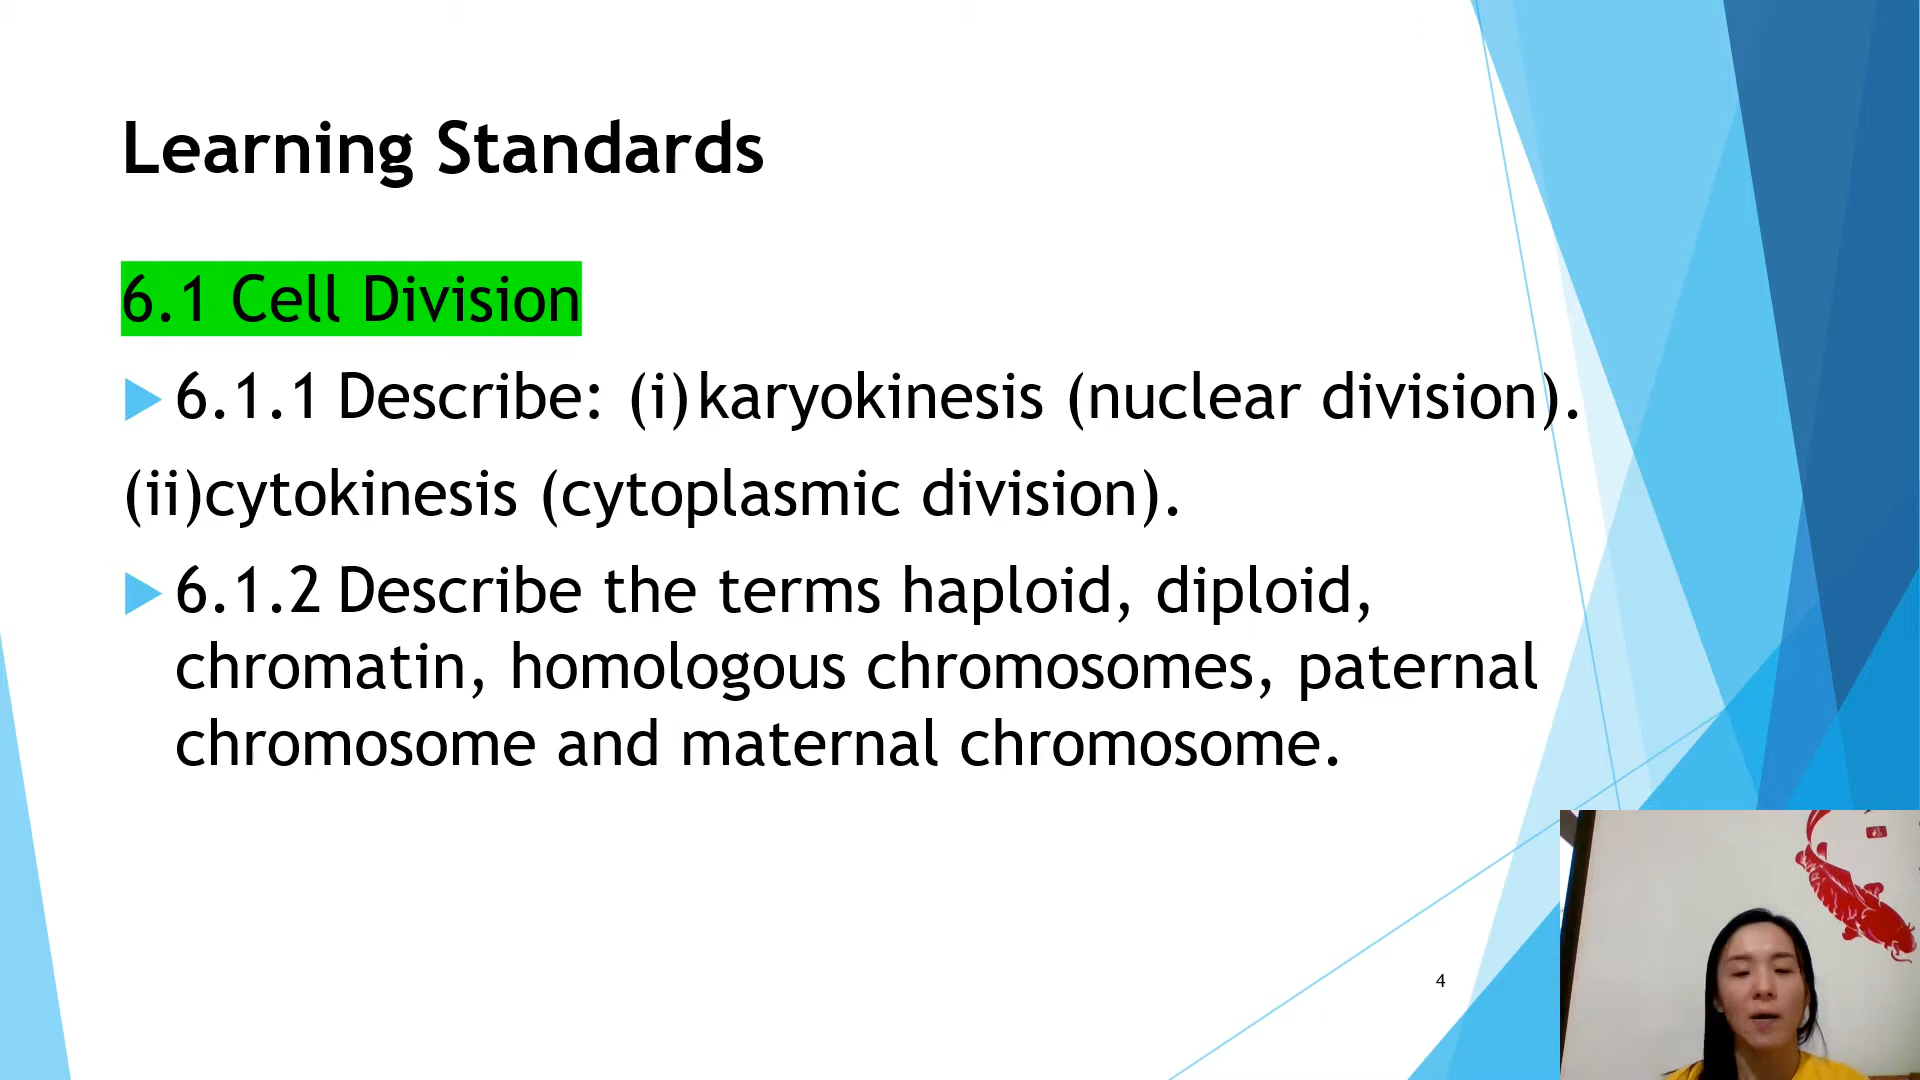 Learning Standards
6.1 Cell Division
6.1.1 Describe: (i) karyokinesis (nuclear division).
(ii)cytokinesis (cytoplasmic division).
6.1.2 Describe the terms haploid, diploid,
chromatin, homologous chromosomes, paternal
chromosome and maternal chromosome.
4